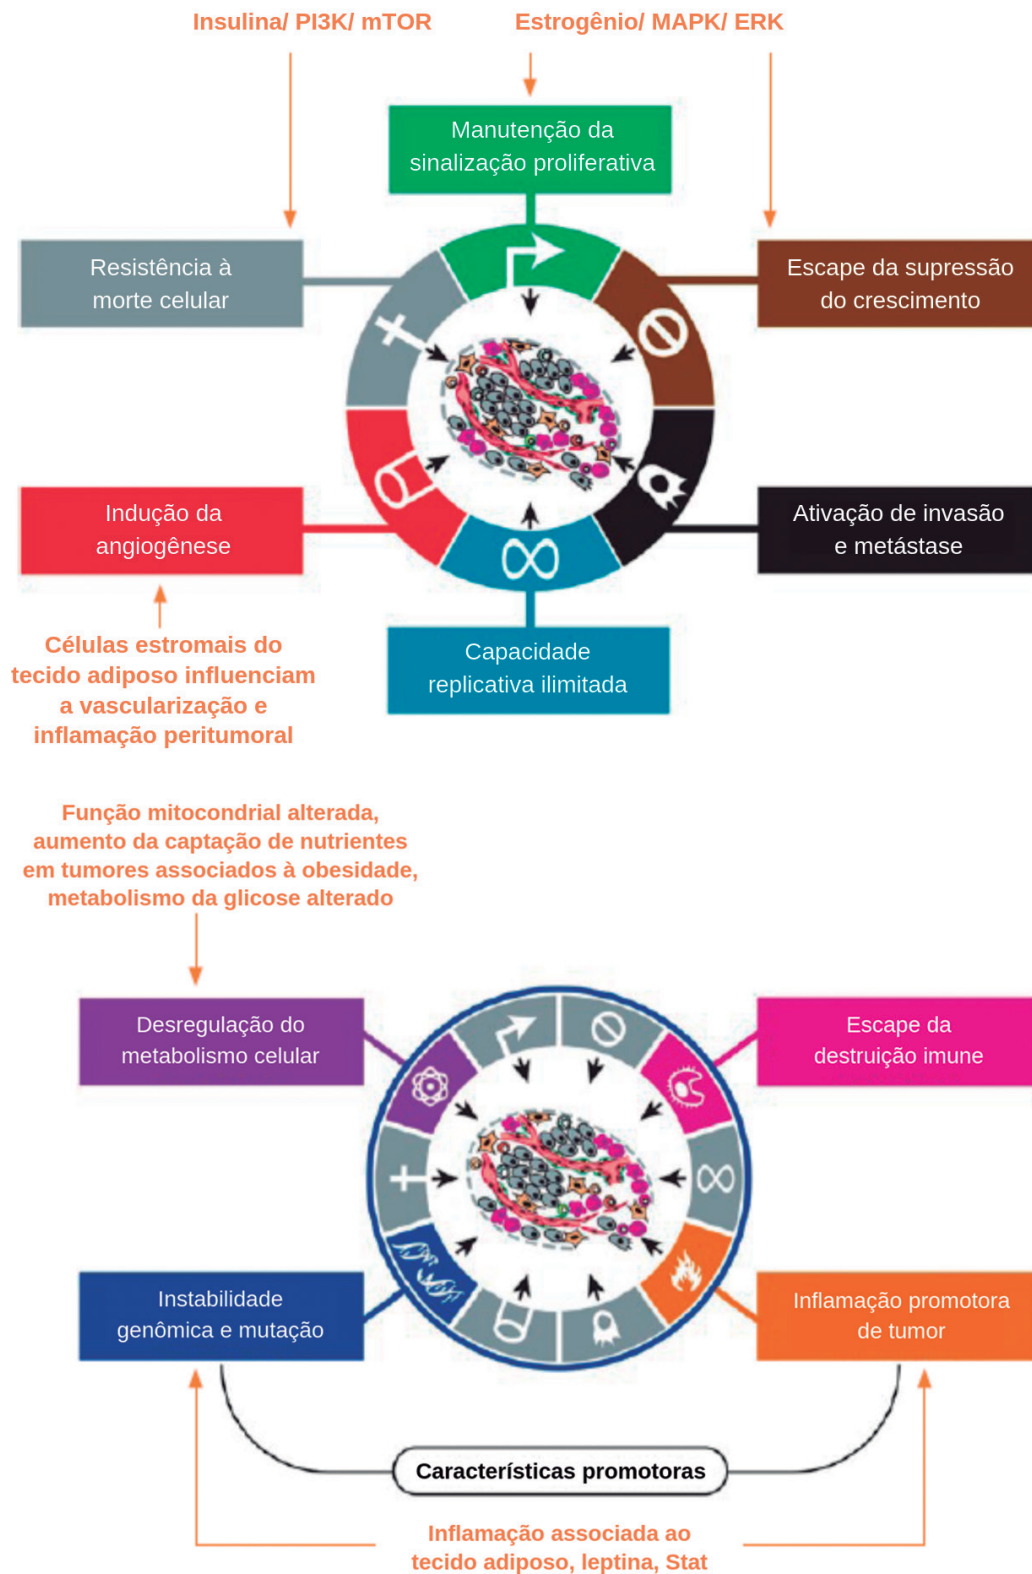 Insulina/ PI3K/ mTOR
Estrogênio/ MAPK/ ERK
Manutenção da
sinalização proliferativa
Resistência à
morte celular
Escape da supressão
do crescimento
Indução da
angiogênese
Ativação de invasão
e metástase
Células estromais do
tecido adiposo influenciam
a vascularização e
inflamação peritumoral
Capacidade
replicativa ilimitada
Função mitocondrial alterada,
aumento da captação de nutrientes
em tumores associados à obesidade,
metabolismo da glicose alterado
Desregulação do
metabolismo celular
Escape da
destruição imune
Instabilidade
genômica e mutação
Inflamação promotora
de tumor
Características promotoras
Inflamação associada ao
tecido adiposo, leptina, Stat